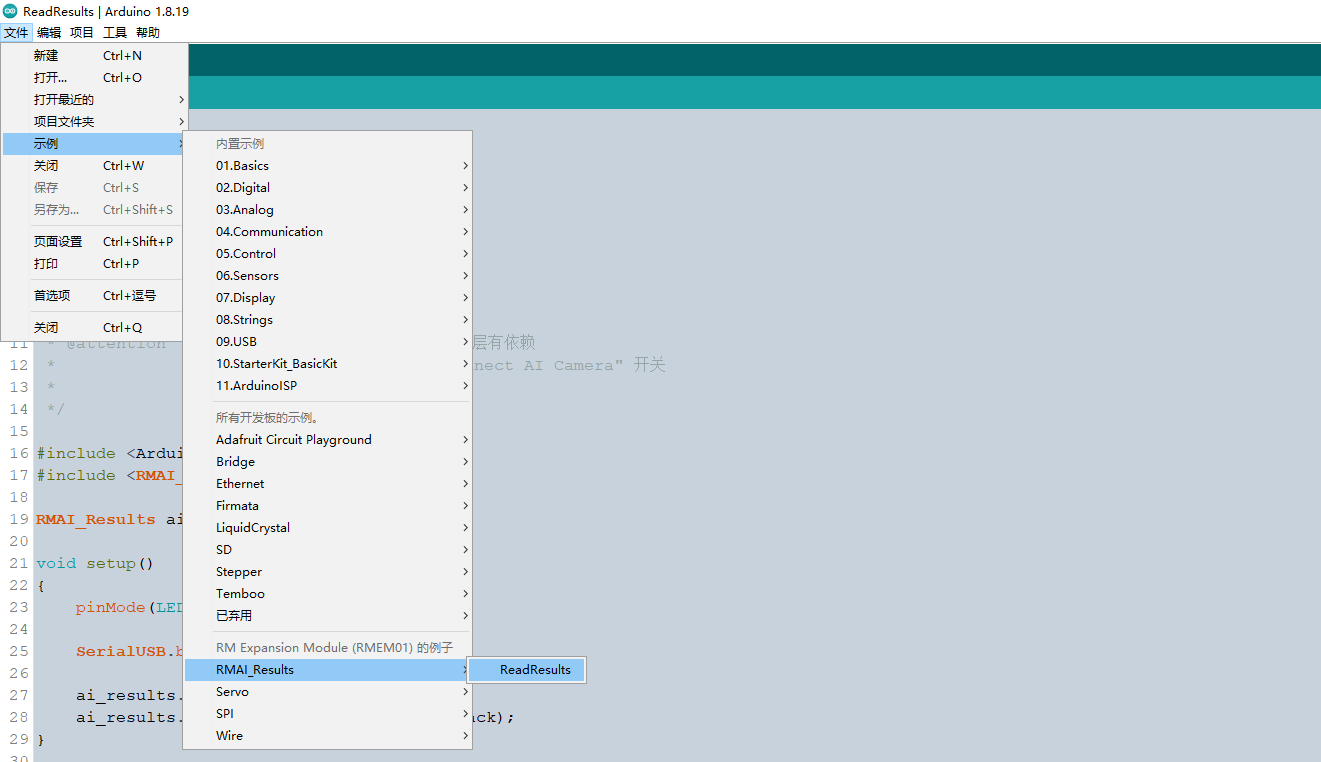 ReadResults | Arduino 1.8.19
文件 编辑 项目 工具 帮助
新建 Ctrl+N
打开... Ctrl+O
打开最近的
项目文件夹
示例
关闭 Ctrl+W
保存 Ctrl+S
另存为... Ctrl+Shift+S
页面设置 Ctrl+Shift+P
打印 Ctrl+P
首选项 Ctrl+逗号
关闭 Ctrl+Q
内置示例
01.Basics
02.Digital
03.Analog
04.Communication
05.Control
06.Sensors
07.Display
08.Strings
09.USB
10.StarterKit_BasicKit
11.ArduinoISP
所有开发板的示例。
Adafruit Circuit Playground
Bridge
Ethernet
Firmata
LiquidCrystal
SD
Stepper
Temboo
已弃用
RM Expansion Module (RMEM01) 的例子
RMAI_Results
ReadResults
Servo
SPI
Wire
11 * @attention 层有依赖
12 * nect AI Camera" 开关
13 *
14 */
15
16 #include <Ardui
17 #include <RMAI_
18
19 RMAI_Results ai
20
21 void setup()
22 {
23 pinMode(LED
24
25 SerialUSB.b
26
27 ai_results.
28 ai_results. ck);
29 }
30